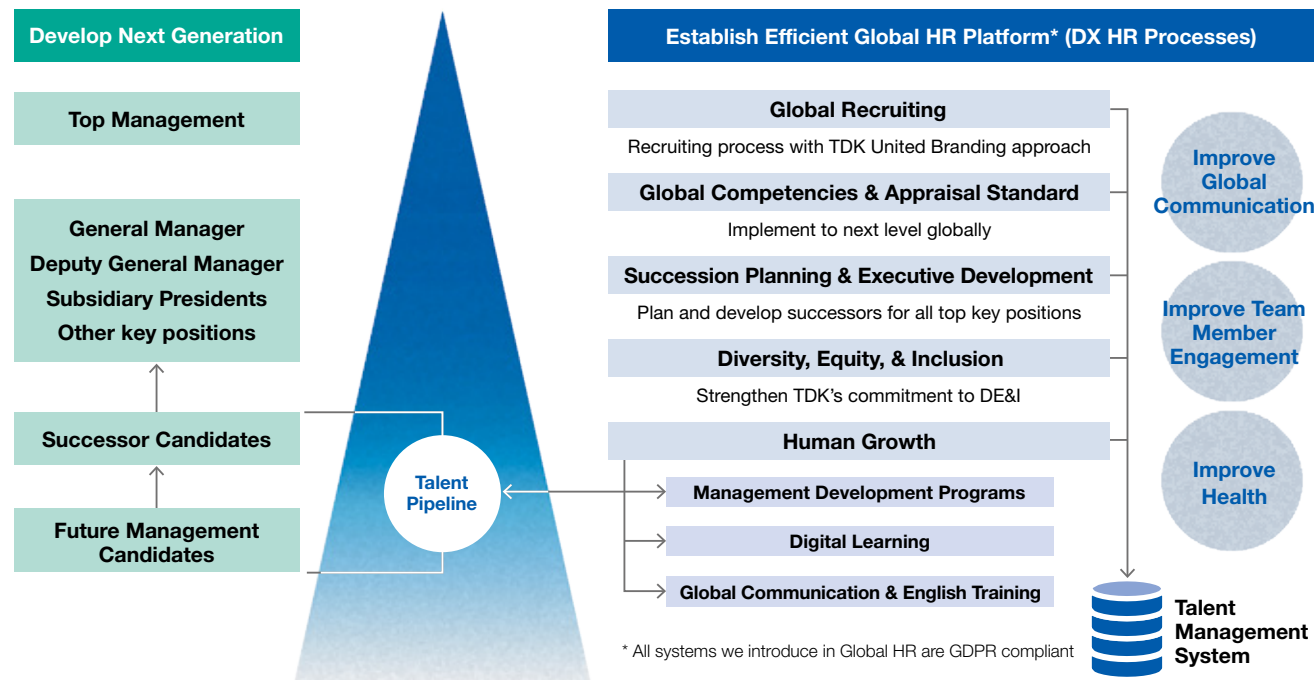 Develop Next Generation
Top Management
General Manager
Deputy General Manager
Subsidiary Presidents
Other key positions
Successor Candidates
Future Management
Candidates
Talent
Pipeline
Establish Efficient Global HR Platform* (DX HR Processes)
Global Recruiting
Recruiting process with TDK United Branding approach
Global Competencies & Appraisal Standard
Implement to next level globally
Succession Planning & Executive Development
Plan and develop successors for all top key positions
Diversity, Equity, & Inclusion
Strengthen TDK’s commitment to DE&I
Human Growth
Management Development Programs
Digital Learning
Global Communication & English Training
* All systems we introduce in Global HR are GDPR compliant
Improve
Global
Communication
Improve Team
Member
Engagement
Improve
Health
Talent
Management
System